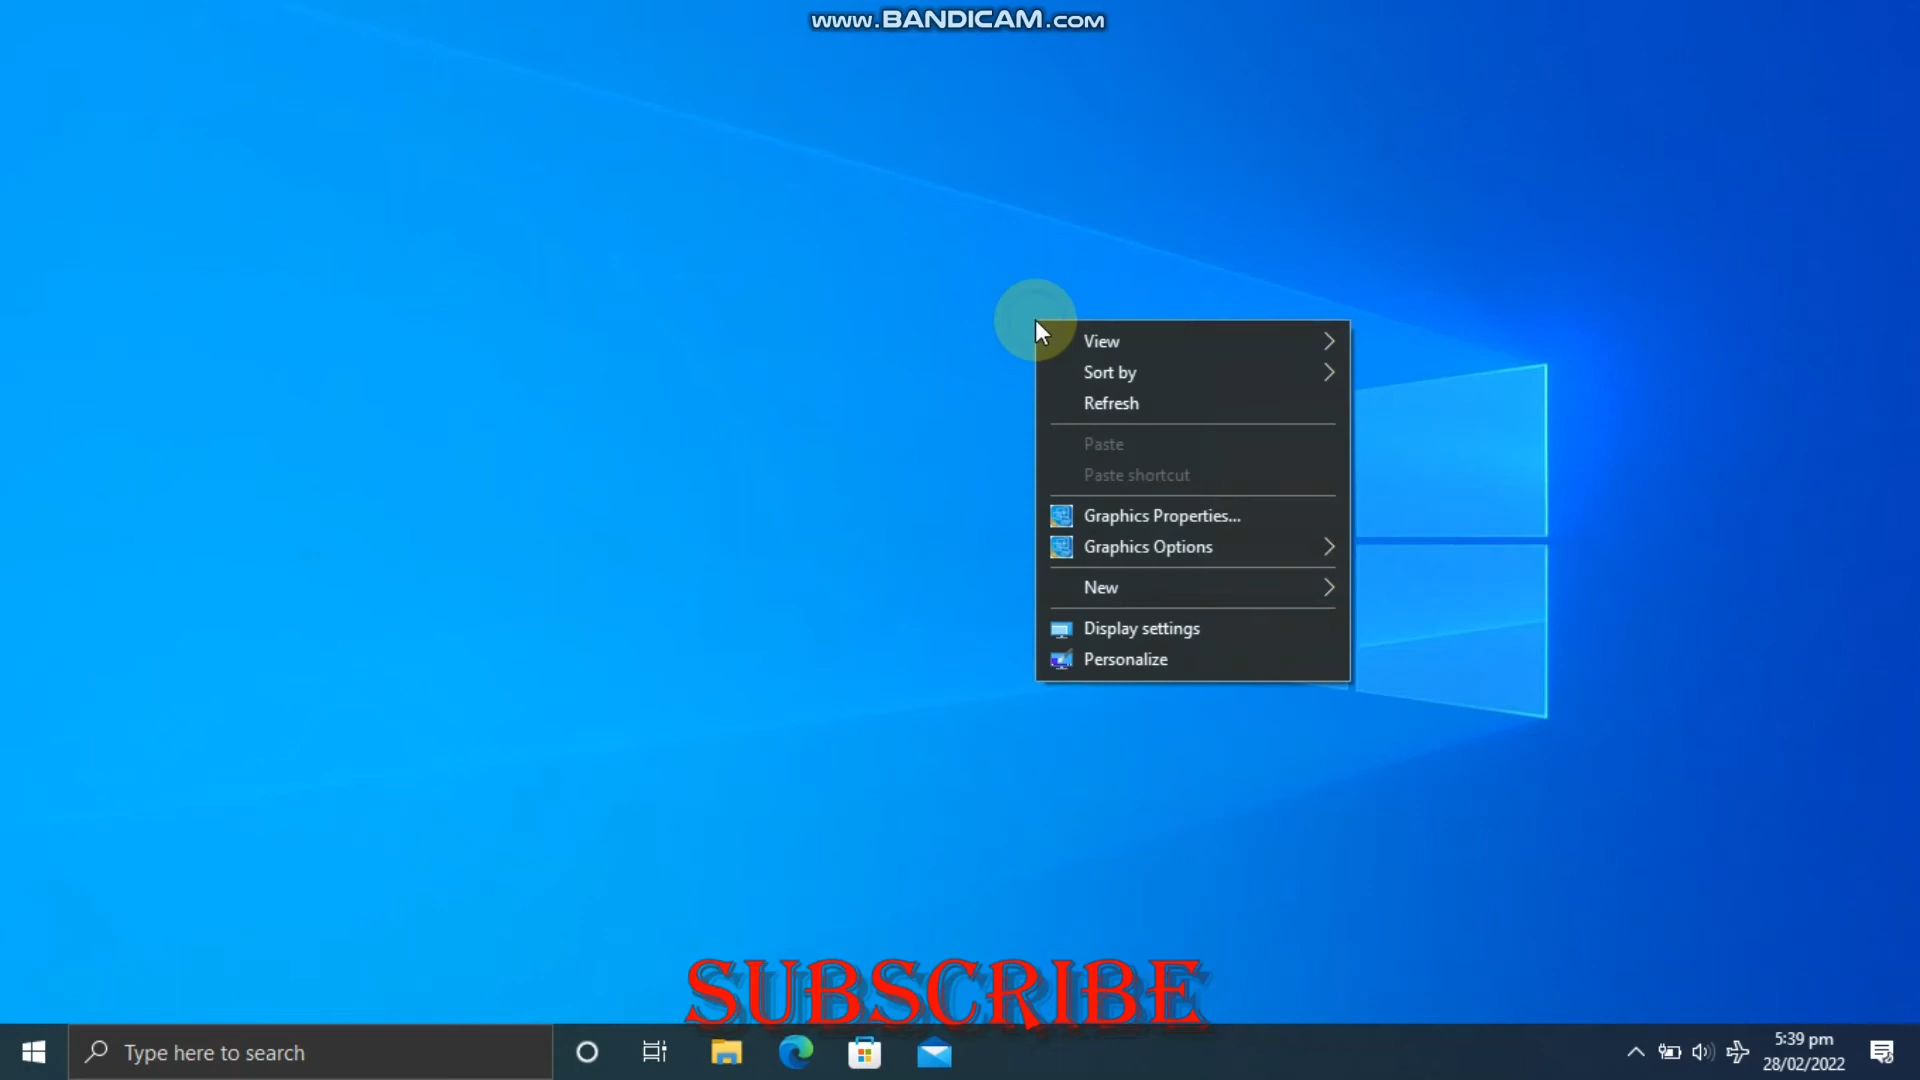 www.BANDICAM.com
View
Sort by
Refresh
Paste
Paste shortcut
Graphics Properties...
Graphics Options
New
Display settings
Personalize
SUBSCRIBE
Type here to search
5:39 pm
28/02/2022